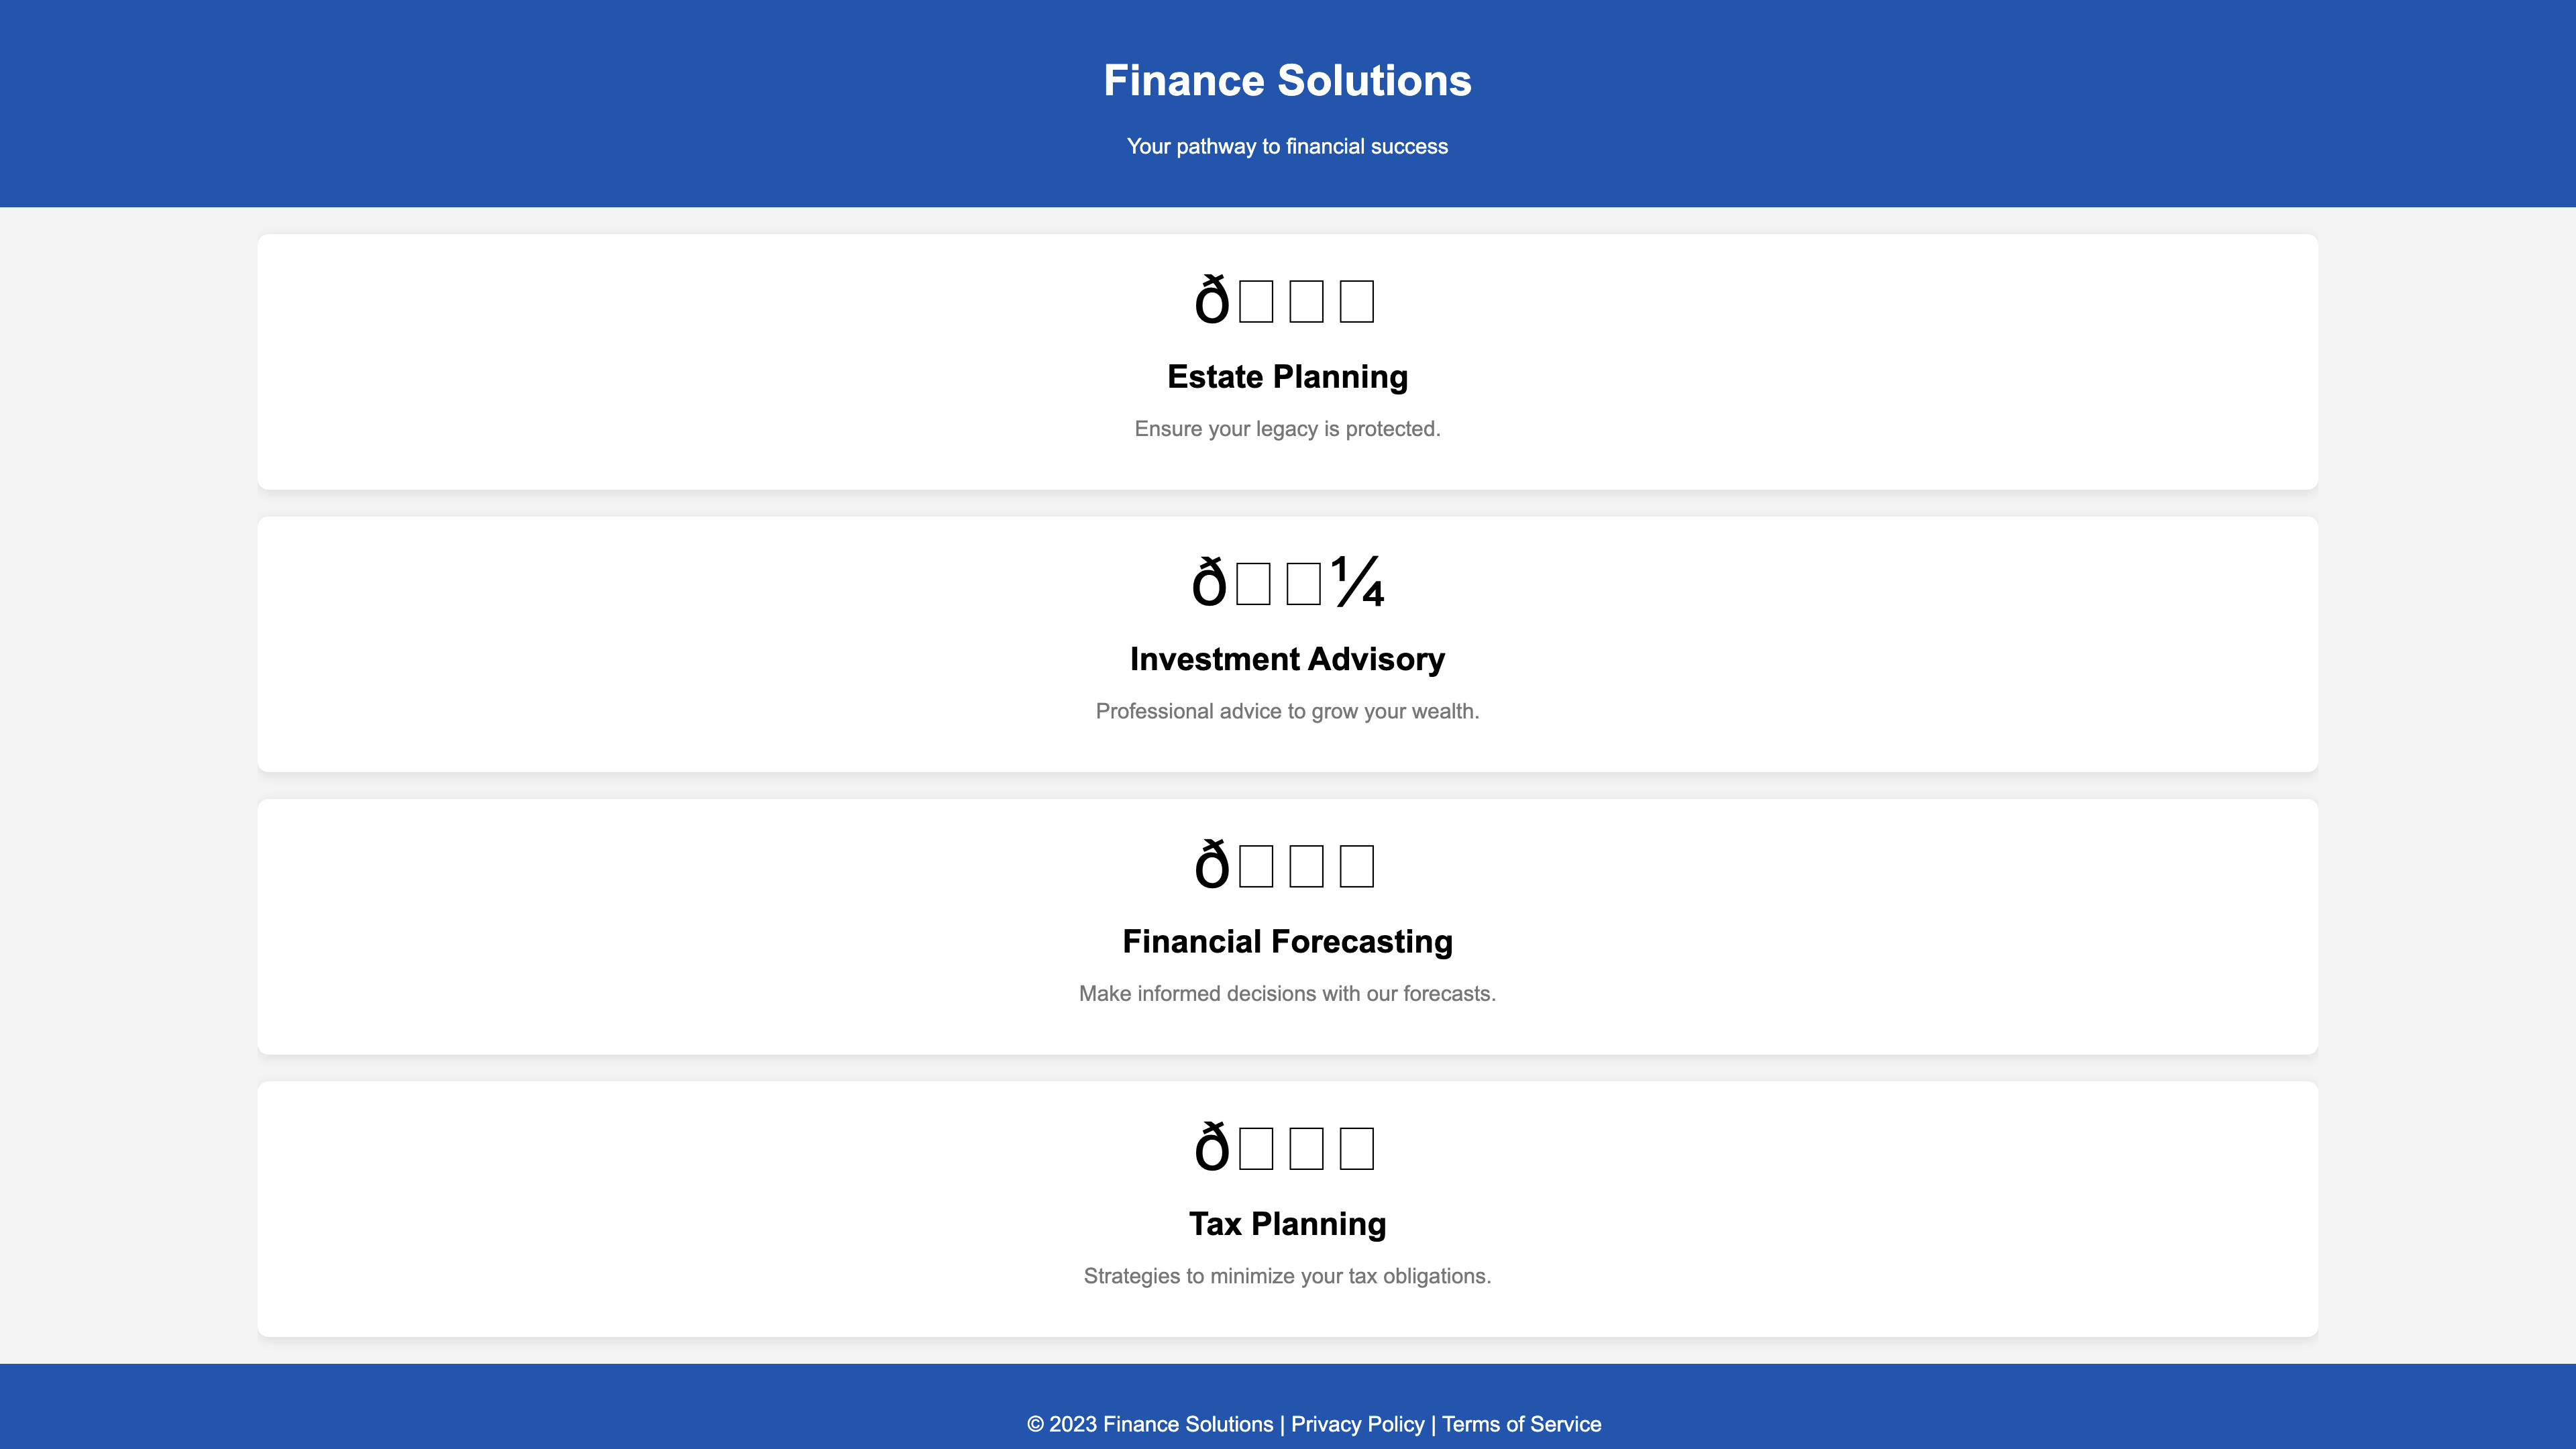 Finance Solutions
Your pathway to financial success
ð
Estate Planning
Ensure your legacy is protected.
ð¼
Investment Advisory
Professional advice to grow your wealth.
ð
Financial Forecasting
Make informed decisions with our forecasts.
ð
Tax Planning
Strategies to minimize your tax obligations.
© 2023 Finance Solutions | Privacy Policy | Terms of Service